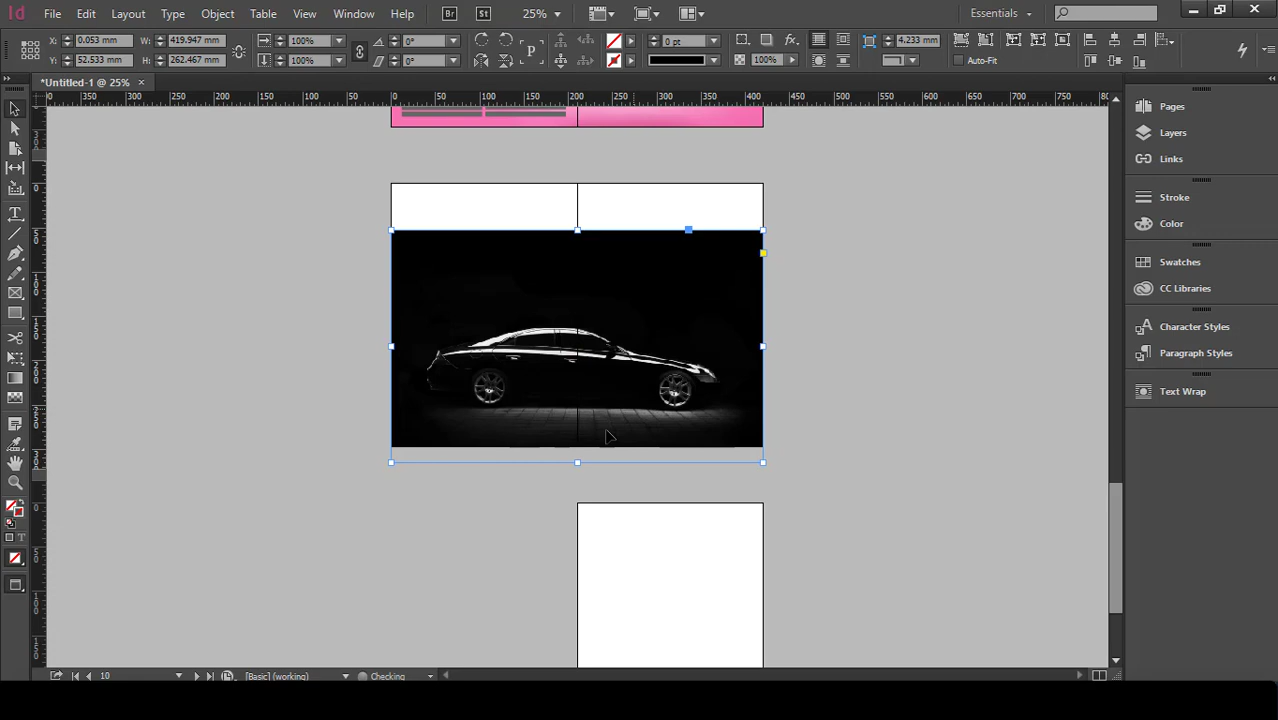 Id File Edit Layout Type Object Table View Window Help Br St 25% Essentials
X: 0.053 mm W: 419.947 mm 100% 0° P 0 pt fx 4.233 mm
Y: 52.533 mm H: 262.467 mm 100% 0° 100% Auto-Fit
*Untitled-1 @ 25% ×
350 300 250 200 150 100 50 0 50 100 150 200 250 300 350 400 450 500 550 600 650 700 750
Pages
Layers
Links
Stroke
Color
Swatches
CC Libraries
Character Styles
Paragraph Styles
Text Wrap
10 [Basic] (working) Checking